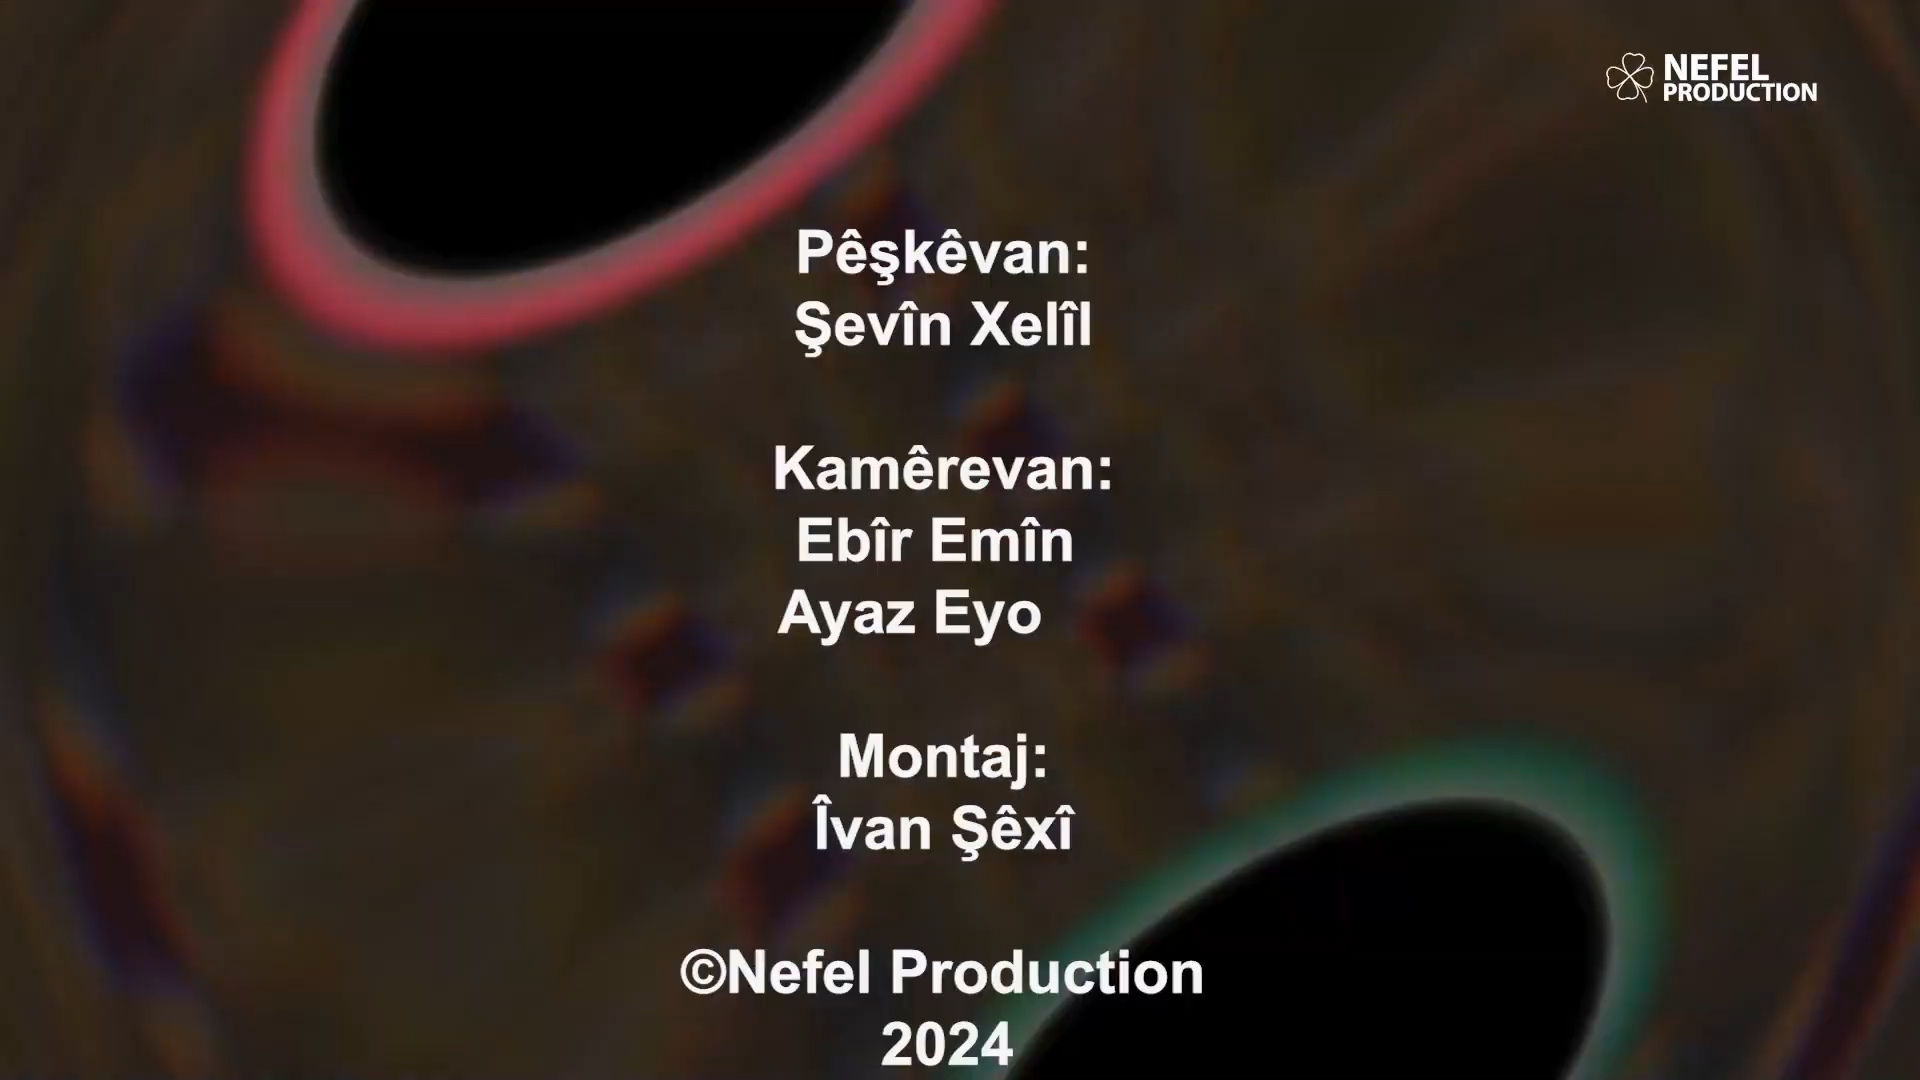 NEFEL
PRODUCTION
Pêşkêvan:
Şevîn Xelîl
Kamêrevan:
Ebîr Emîn
Ayaz Eyo
Montaj:
Îvan Şêxî
©Nefel Production
2024